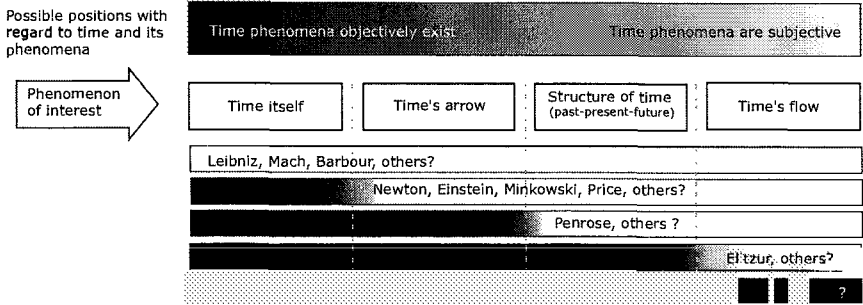 Possible positions with
regard to time and its
phenomena
Time phenomena objectively exist
Time phenomena are subjective
Phenomenon
of interest
Time itself
Time's arrow
Structure of time
(past-present-future)
Time's flow
Leibniz, Mach, Barbour, others?
Newton, Einstein, Minkowski, Price, others?
Penrose, others ?
El tzur, others?
?